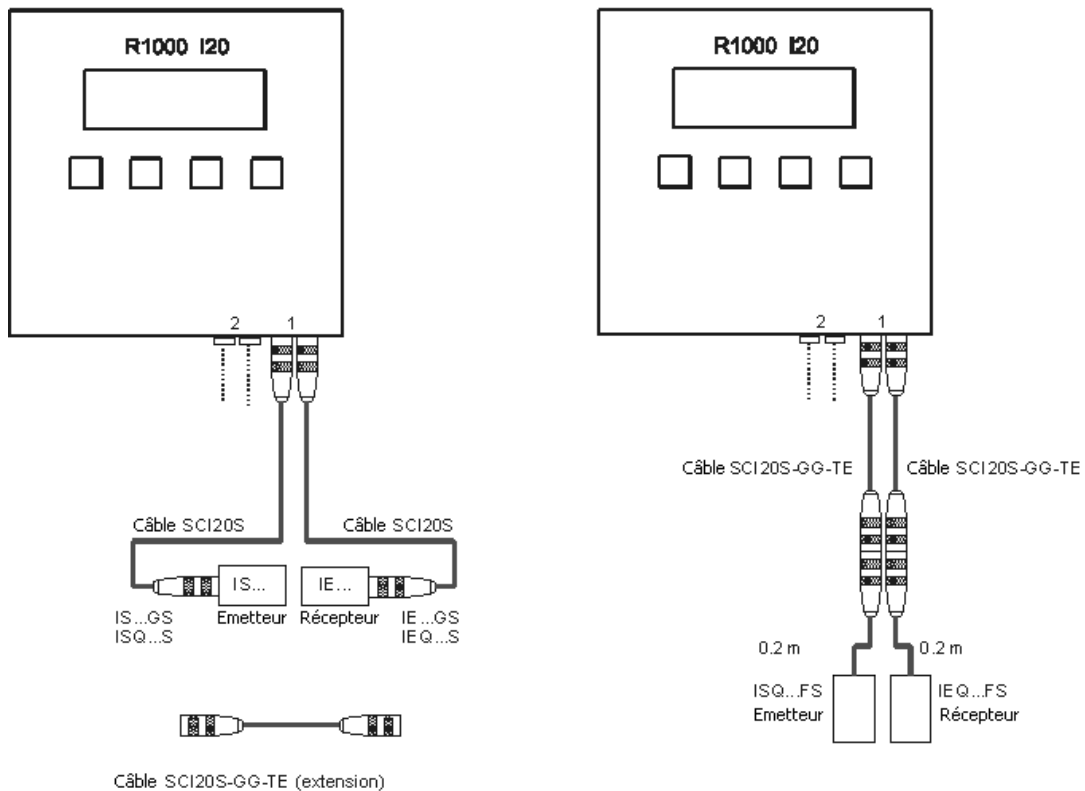 R1000 I20
2 1
Câble SCI20S
Câble SCI20S
IS...
IE...
IS...GS
ISQ...S
Emetteur
Récepteur
IE...GS
IEQ...S
Câble SCI20S-GG-TE (extension)
R1000 I20
2 1
Câble SCI20S-GG-TE
Câble SCI20S-GG-TE
0.2 m
0.2 m
ISQ...FS
Emetteur
IEQ...FS
Récepteur